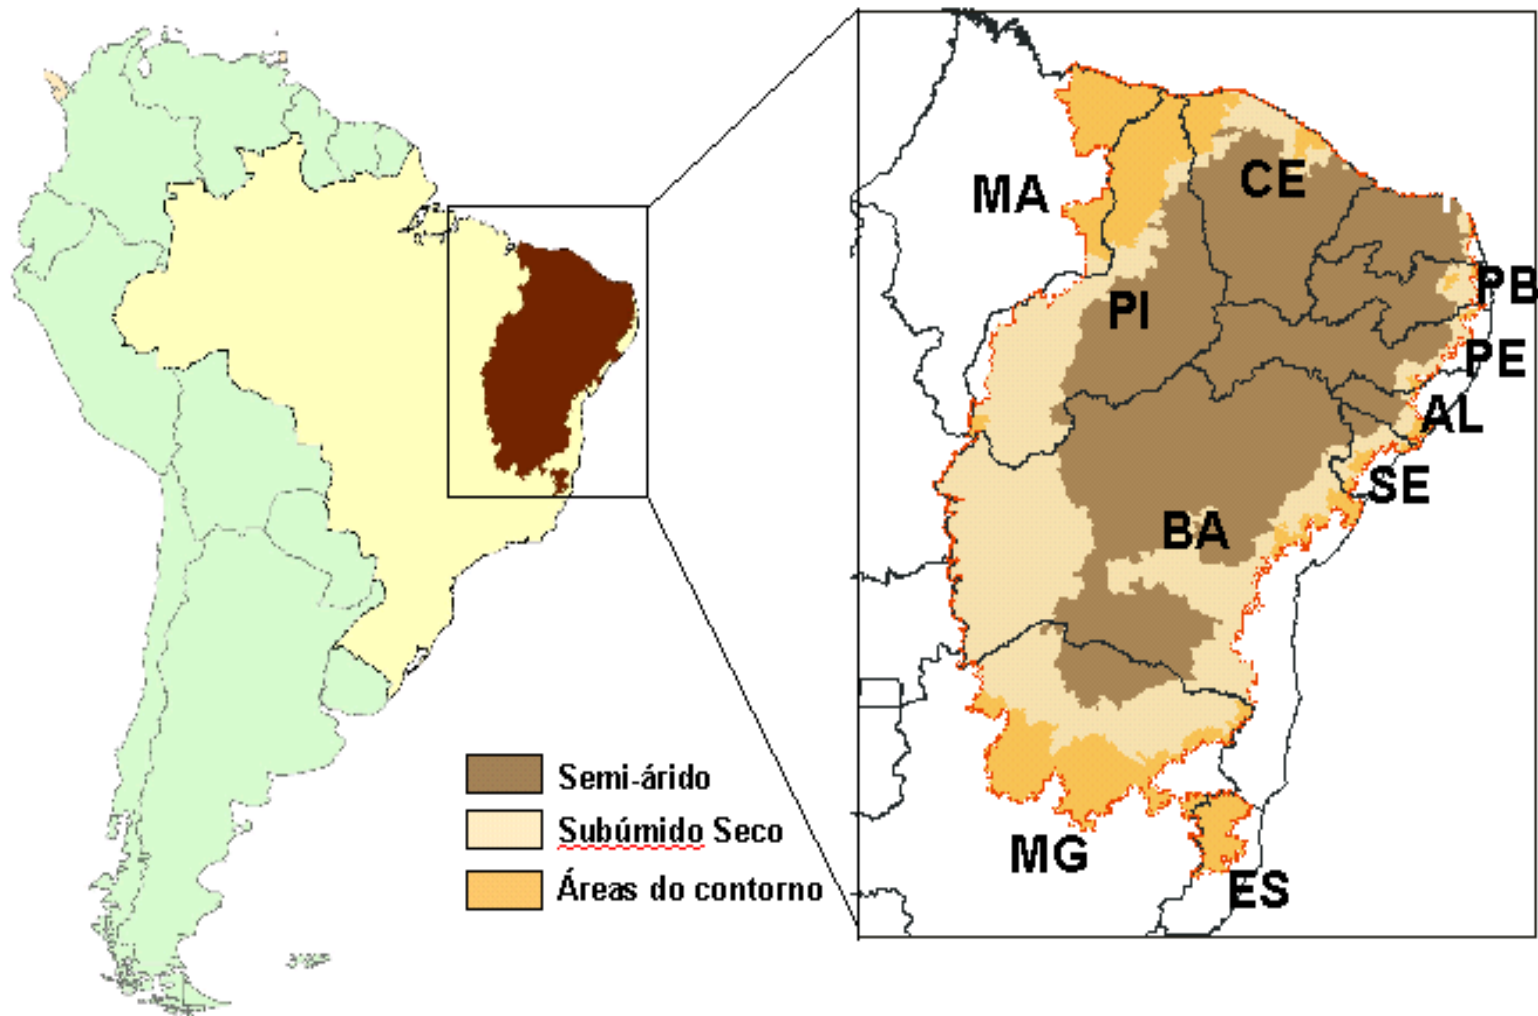 MA
CE
PI
PB
PE
AL
SE
BA
MG
ES
Semi-árido
Subúmido Seco
Áreas do contorno